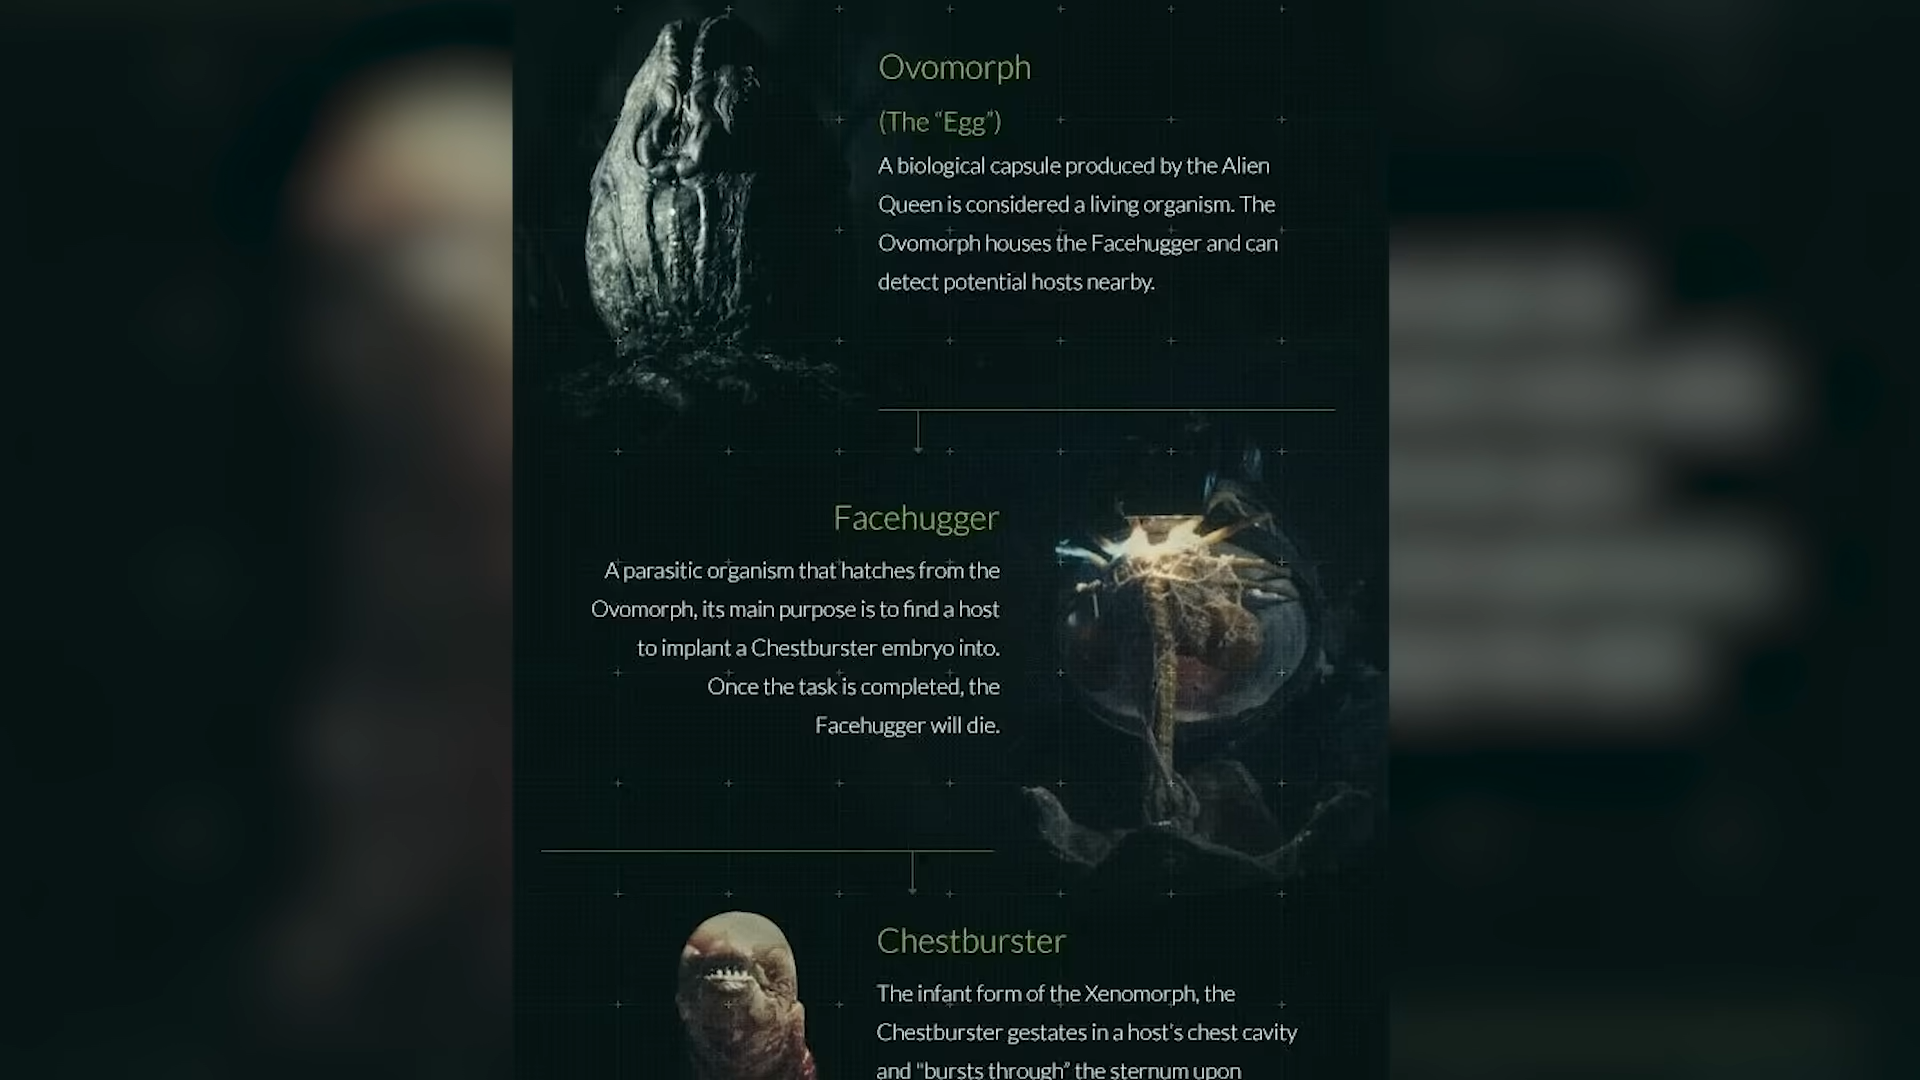 Ovomorph
(The “Egg”)
A biological capsule produced by the Alien
Queen is considered a living organism. The
Ovomorph houses the Facehugger and can
detect potential hosts nearby.
Facehugger
A parasitic organism that hatches from the
Ovomorph, its main purpose is to find a host
to implant a Chestburster embryo into.
Once the task is completed, the
Facehugger will die.
Chestburster
The infant form of the Xenomorph, the
Chestburster gestates in a host's chest cavity
and “bursts through” the sternum upon